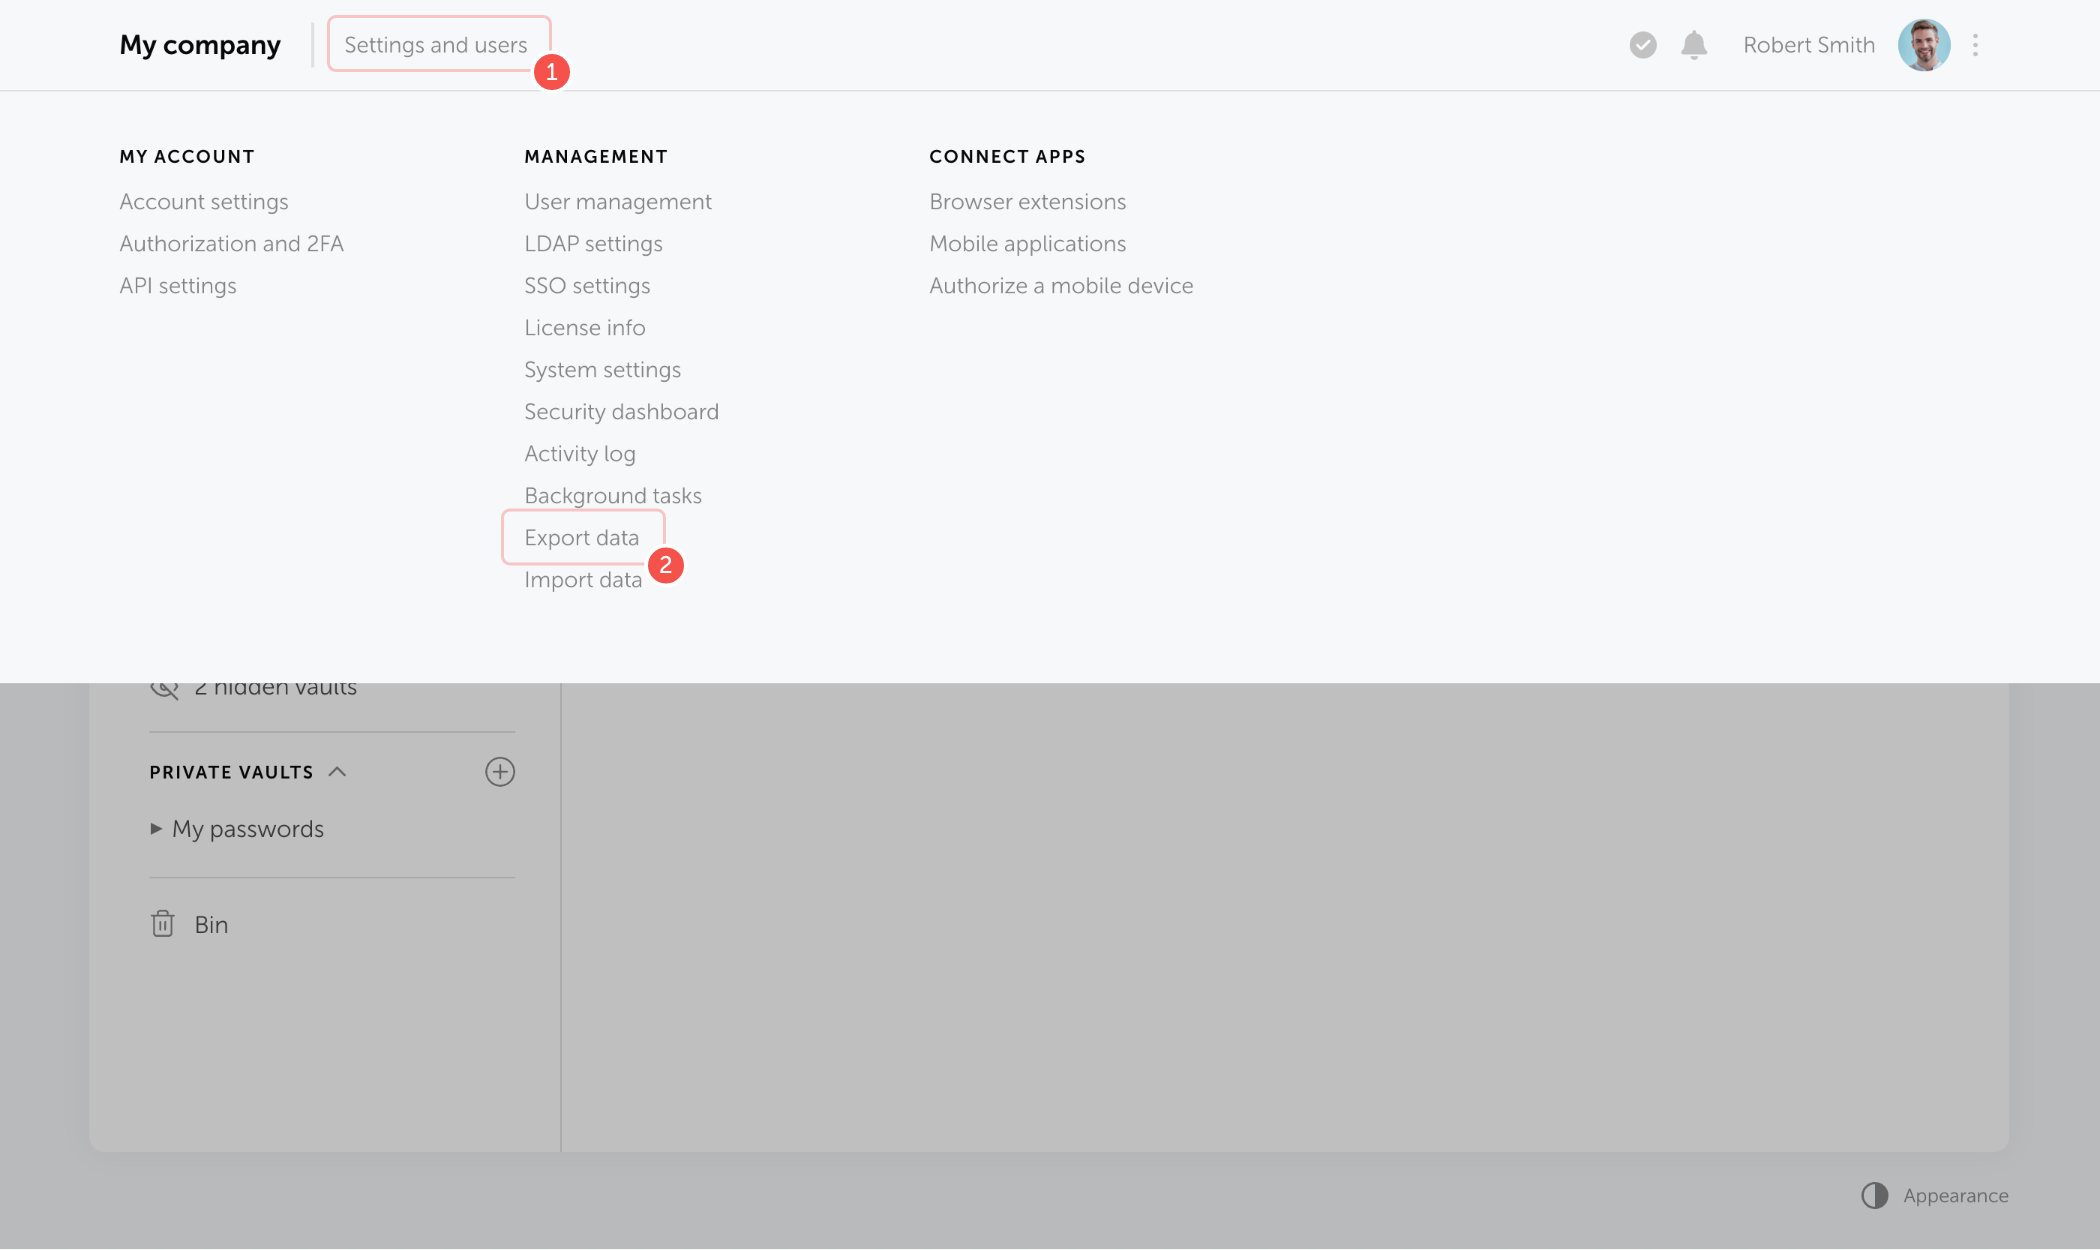 My company
Settings and users
1
Robert Smith
MY ACCOUNT
Account settings
Authorization and 2FA
API settings
MANAGEMENT
User management
LDAP settings
SSO settings
License info
System settings
Security dashboard
Activity log
Background tasks
Export data
2
Import data
CONNECT APPS
Browser extensions
Mobile applications
Authorize a mobile device
2 hidden vaults
PRIVATE VAULTS
My passwords
Bin
Appearance